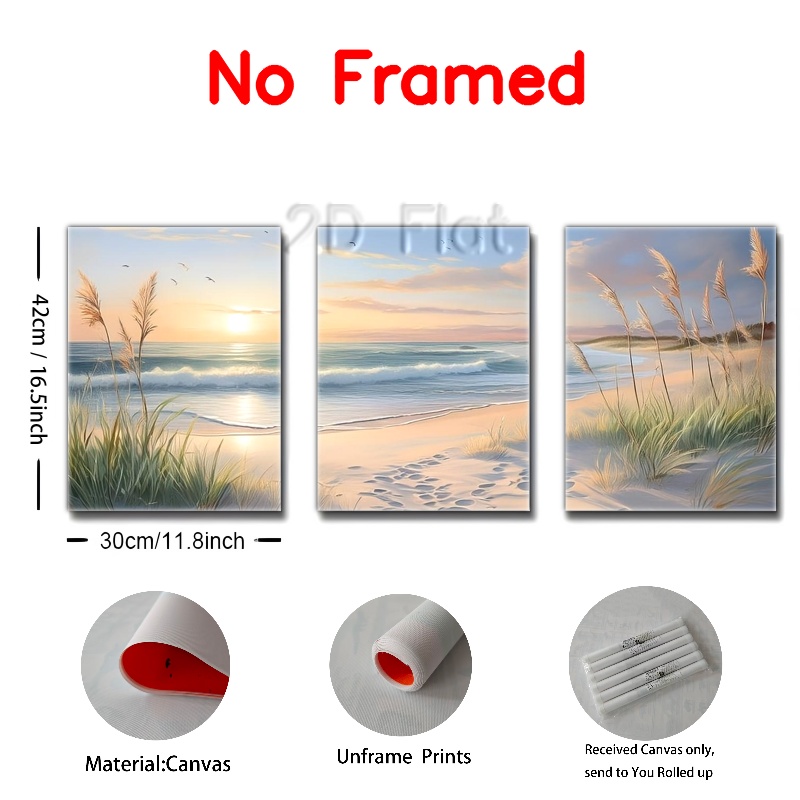 No Framed
2D Flat
42cm / 16.5inch
30cm/11.8inch
Material:Canvas
Unframe Prints
Received Canvas only,
send to You Rolled up